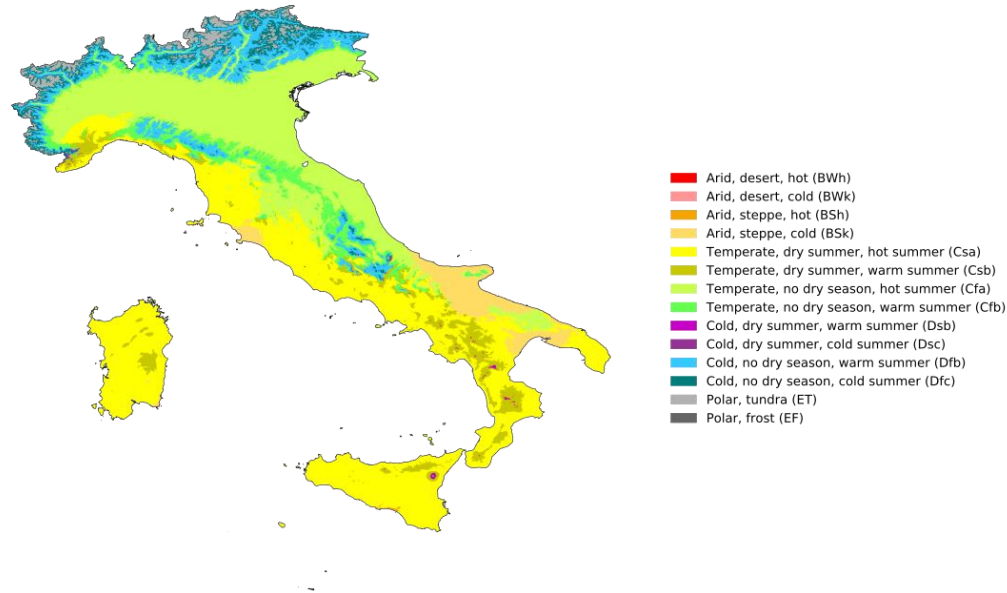 Arid, desert, hot (BWh)
Arid, desert, cold (BWk)
Arid, steppe, hot (BSh)
Arid, steppe, cold (BSk)
Temperate, dry summer, hot summer (Csa)
Temperate, dry summer, warm summer (Csb)
Temperate, no dry season, hot summer (Cfa)
Temperate, no dry season, warm summer (Cfb)
Cold, dry summer, warm summer (Dsb)
Cold, dry summer, cold summer (Dsc)
Cold, no dry season, warm summer (Dfb)
Cold, no dry season, cold summer (Dfc)
Polar, tundra (ET)
Polar, frost (EF)